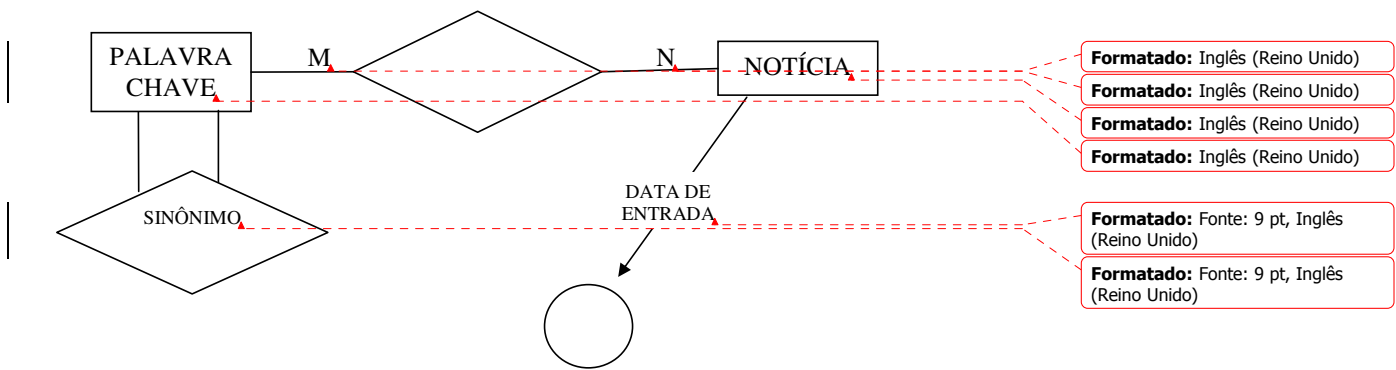 PALAVRA
CHAVE
M
N
NOTÍCIA
SINÔNIMO
DATA DE
ENTRADA
Formatado: Inglês (Reino Unido)
Formatado: Inglês (Reino Unido)
Formatado: Inglês (Reino Unido)
Formatado: Inglês (Reino Unido)
Formatado: Fonte: 9 pt, Inglês
(Reino Unido)
Formatado: Fonte: 9 pt, Inglês
(Reino Unido)